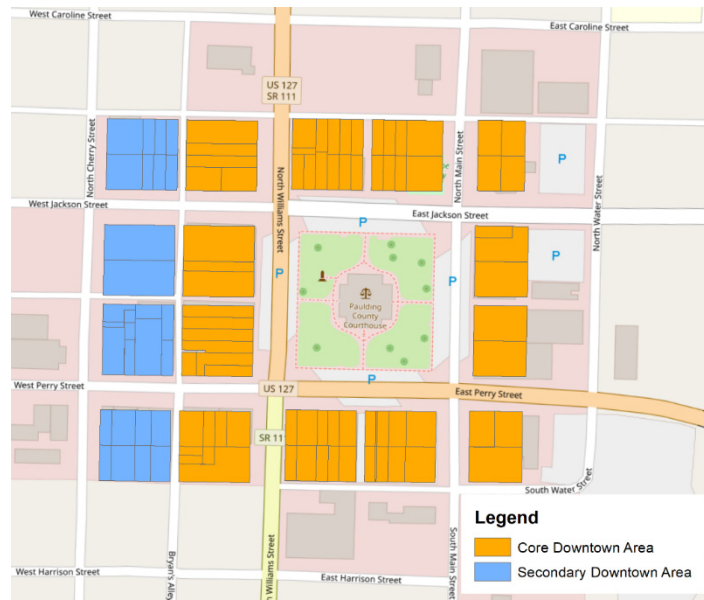 West Caroline Street
East Caroline Street
US 127
SR 111
North Cherry Street
North Williams Street
North Main Street
P
North Water Street
West Jackson Street
East Jackson Street
P
P
P
P
Paulding
County
Courthouse
P
West Perry Street
US 127
East Perry Street
SR 11
South Water Street
Legend
Core Downtown Area
Secondary Downtown Area
Bryan's Alley
Williams Street
South Main Street
West Harrison Street
East Harrison Street